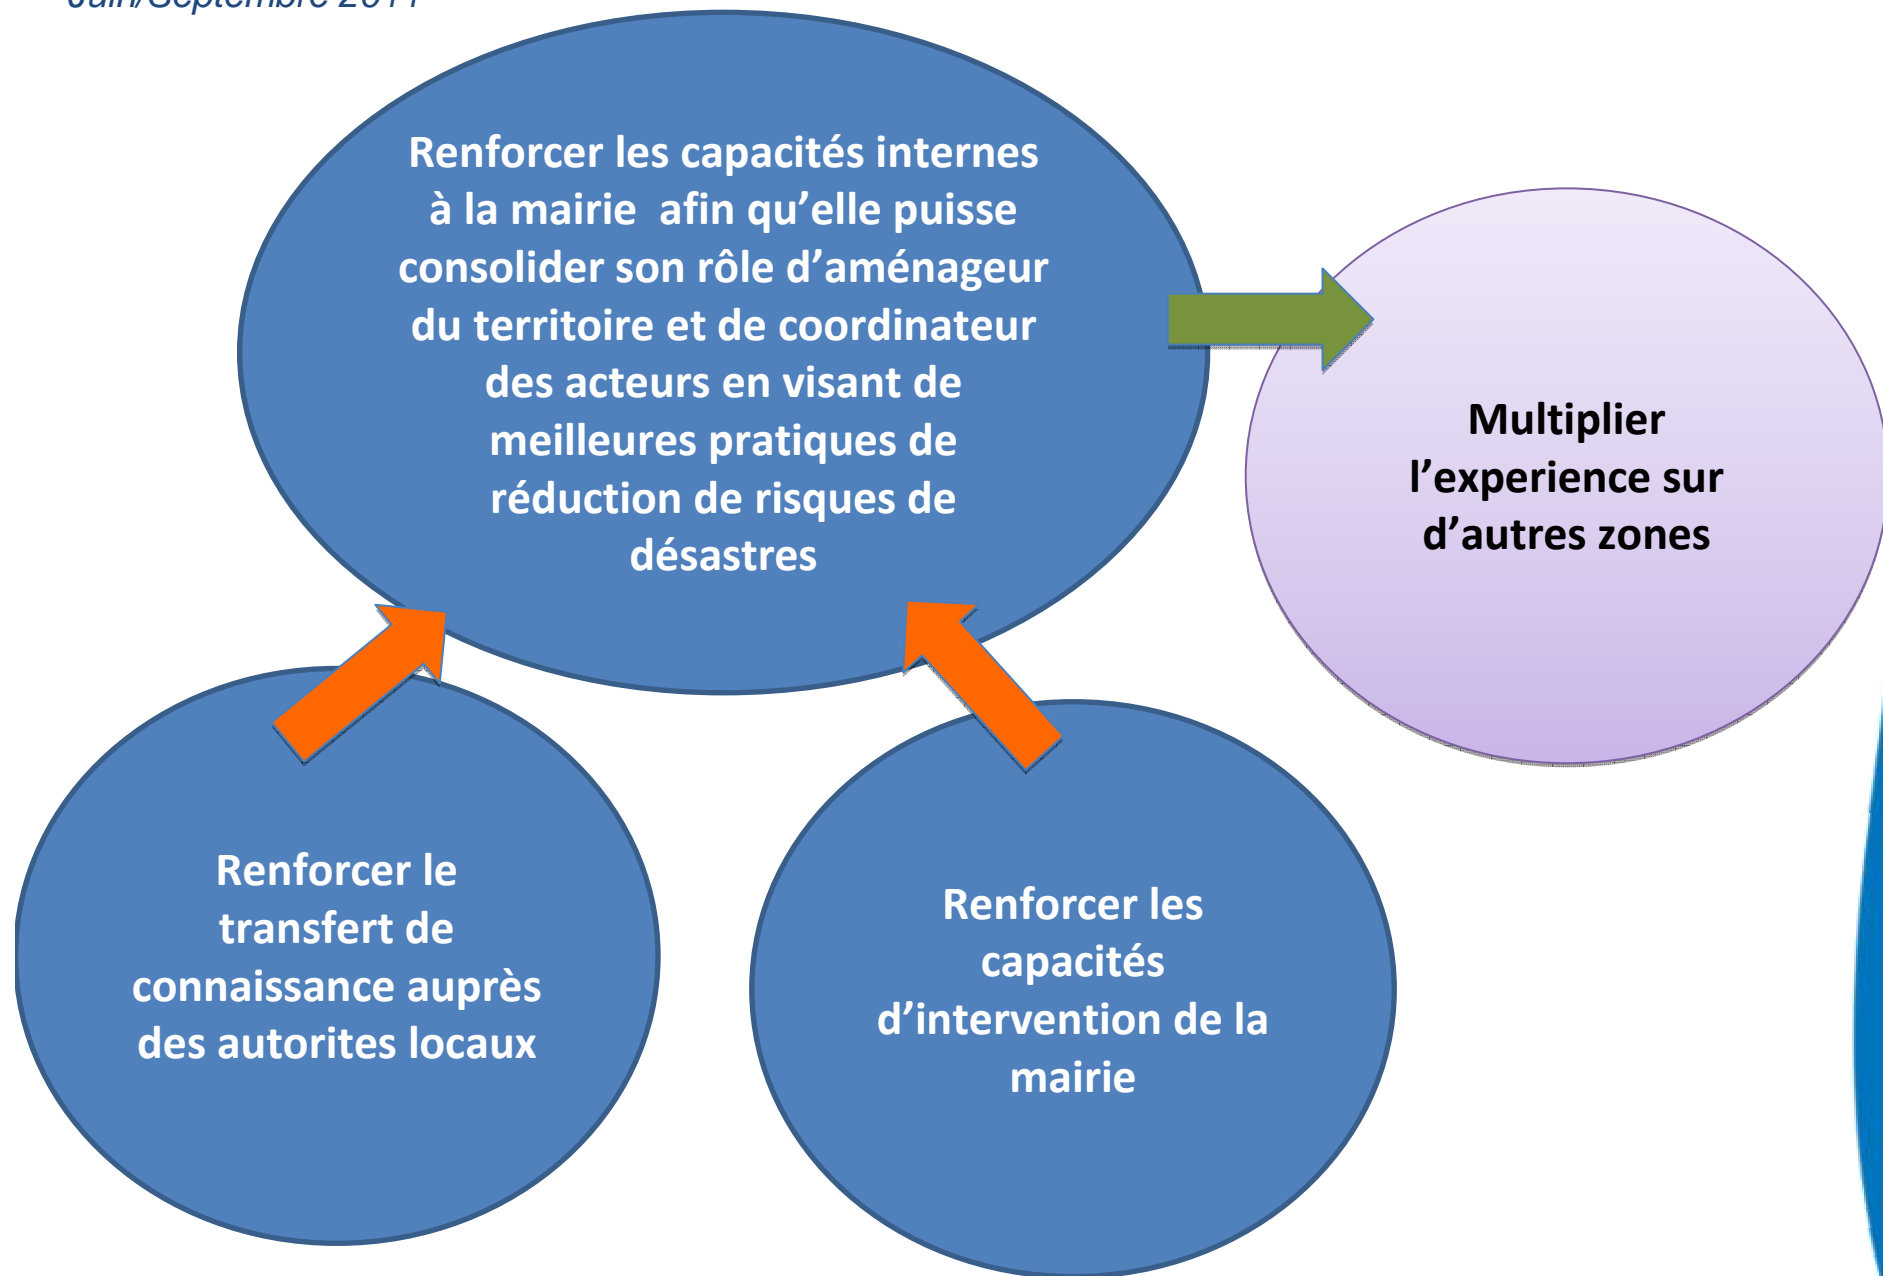 Renforcer les capacités internes
à la mairie afin qu’elle puisse
consolider son rôle d’aménageur
du territoire et de coordinateur
des acteurs en visant de
meilleures pratiques de
réduction de risques de
désastres
Multiplier
l’experience sur
d’autres zones
Renforcer le
transfert de
connaissance auprès
des autorites locaux
Renforcer les
capacités
d’intervention de la
mairie